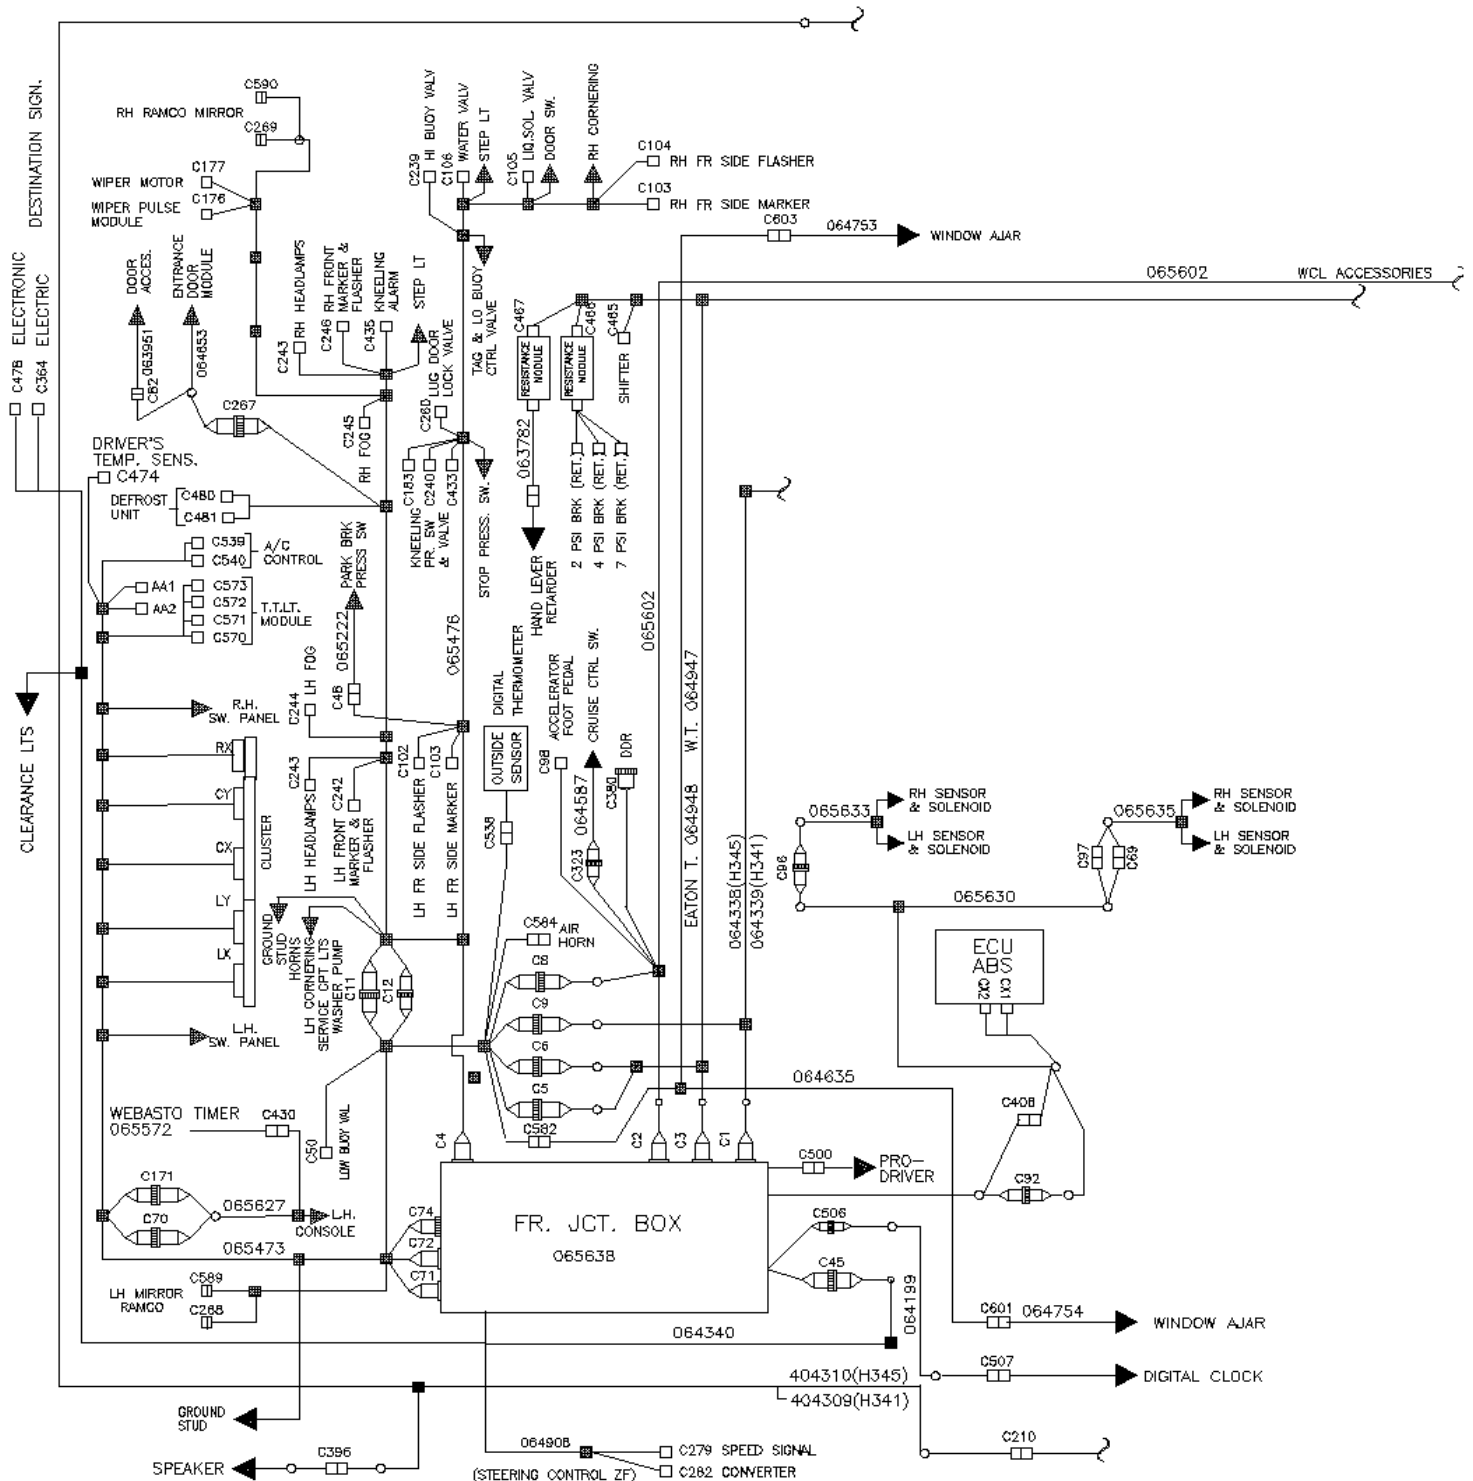 C590
RH RAMCO MIRROR
C269
C177
WIPER MOTOR
C176
WIPER PULSE
MODULE
DESTINATION SIGN.
C478 ELECTRONIC
C364 ELECTRIC
DOOR
ACCES.
ENTRANCE
DOOR
MODULE
063951
C82
064653
C267
C239
HI BUOY VALV
C106
WATER VALV
STEP LT
C105
LIQ.SOL VALV
DOOR SW.
RH CORNERING
C104
RH FR SIDE FLASHER
C103
RH FR SIDE MARKER
C603
064753
WINDOW AJAR
065602
WCL ACCESSORIES
C243
RH HEADLAMPS
C246
RH FRONT
MARKER &
FLASHER
C435
KNEELING
ALARM
STEP LT
TAG & LO BUOY
CTRL VALVE
C467
RESISTANCE
MODULE
C466
RESISTANCE
MODULE
C465
SHIFTER
C245
RH FOG
C260
LUG DOOR
LOCK VALVE
C183
C240
C433
KNEELING
PR. SW
& VALVE
STOP PRESS. SW.
063782
HAND LEVER
RETARDER
2 PSI BRK (RET.)
4 PSI BRK (RET.)
7 PSI BRK (RET.)
DRIVER'S
TEMP. SENS.
C474
DEFROST
UNIT
C480
C481
C539
C540
A/C
CONTROL
AA1
AA2
C573
C572
C571
C570
T.T.LT.
MODULE
PARK BRK
PRESS SW
065222
C48
065476
065602
CLEARANCE LTS
R.H.
SW. PANEL
C244
LH FOG
C243
LH HEADLAMPS
C242
LH FRONT
MARKER &
FLASHER
C102
LH FR SIDE FLASHER
C103
LH FR SIDE MARKER
DIGITAL
THERMOMETER
OUTSIDE
SENSOR
C538
C98
ACCELERATOR
FOOT PEDAL
CRUISE CTRL SW.
064587
C323
DDR
C380
W.T. 064947
EATON T. 064948
064338(H345)
064339(H341)
RX
CY
CX
LY
LX
CLUSTER
L.H.
SW. PANEL
GROUND
STUD
HORNS
LH CORNERING
SERVICE CPT LTS
WASHER PUMP
C11
C12
C584
AIR
HORN
C8
C9
C6
C5
C582
065633
RH SENSOR
& SOLENOID
LH SENSOR
& SOLENOID
C96
065635
RH SENSOR
& SOLENOID
LH SENSOR
& SOLENOID
C97
C69
065630
ECU
ABS
CX2
CX1
064635
C408
C92
WEBASTO TIMER
065572
C430
C50
LOW BUOY VAL
C4
C2
C3
C1
C500
PRO-
DRIVER
C171
C70
065627
L.H.
CONSOLE
065473
C74
C72
C71
FR. JCT. BOX
065638
C506
C45
064199
LH MIRROR
RAMCO
C589
C268
064340
C601
064754
WINDOW AJAR
404310(H345)
404309(H341)
C507
DIGITAL CLOCK
GROUND
STUD
SPEAKER
C396
064908
(STEERING CONTROL ZF)
C279 SPEED SIGNAL
C282 CONVERTER
C210